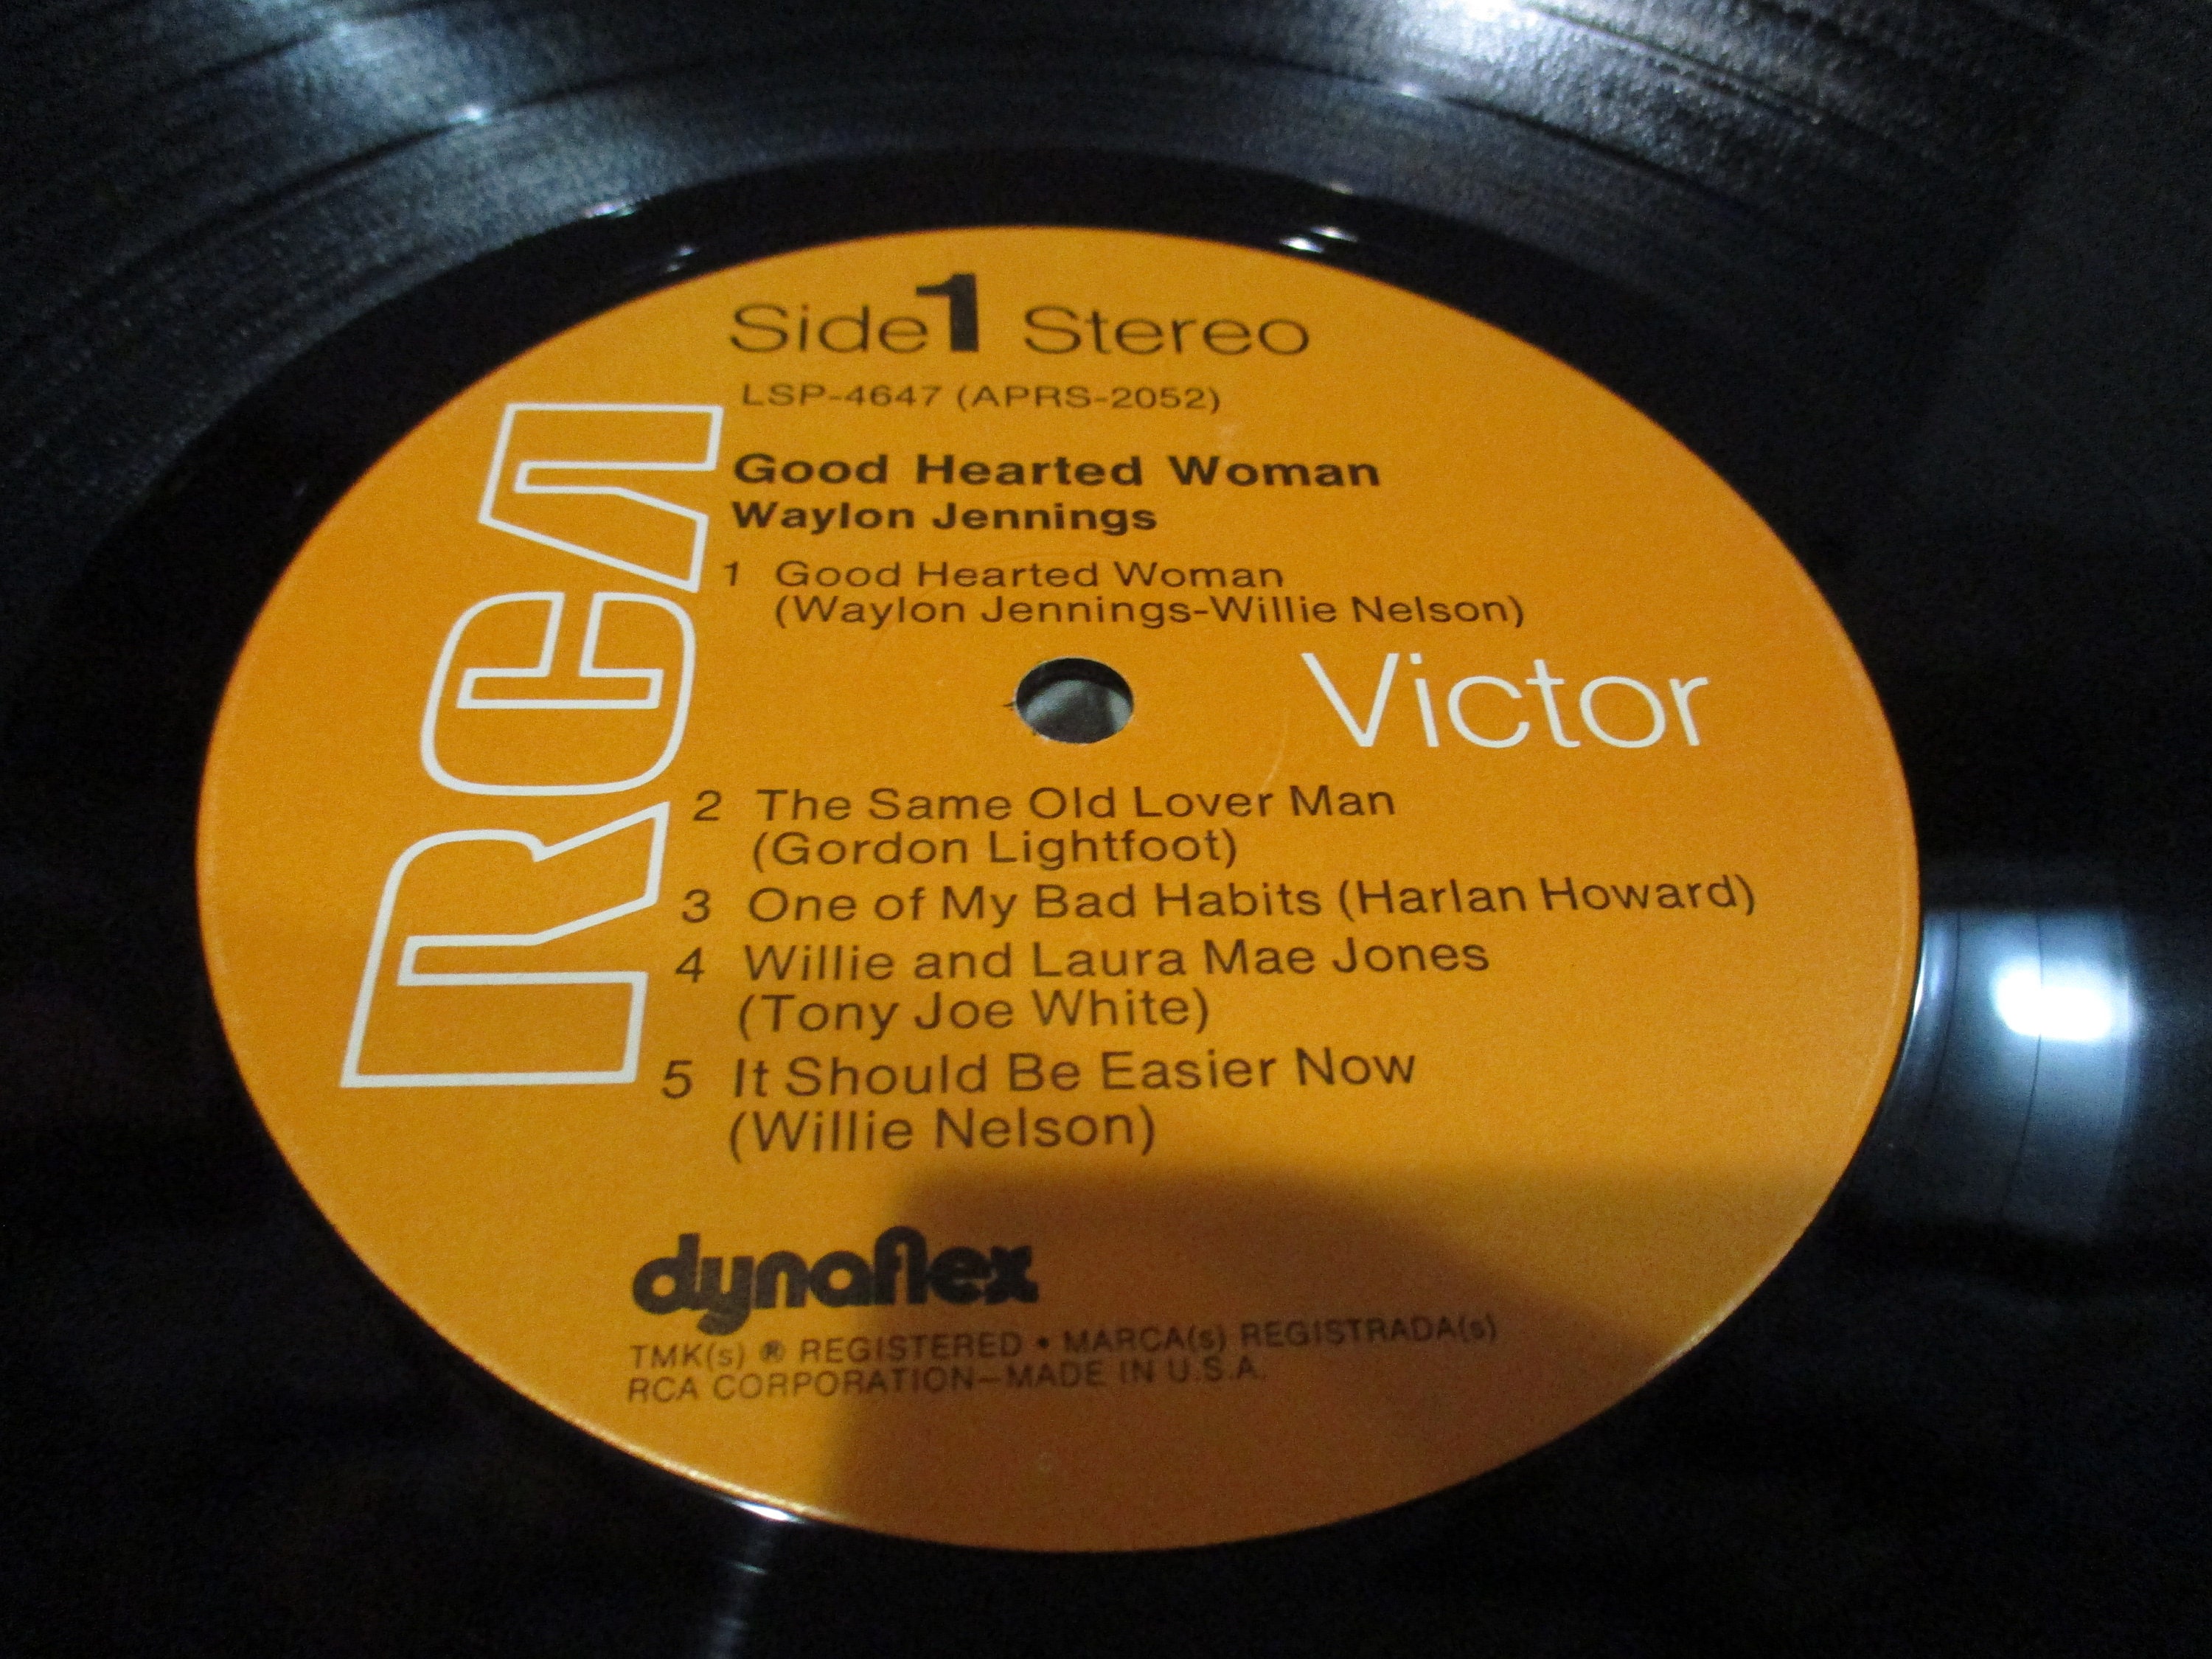 Side 1 Stereo
LSP-4647 (APRS-2052)
RCA
Good Hearted Woman
Waylon Jennings
1 Good Hearted Woman
(Waylon Jennings-Willie Nelson)
Victor
2 The Same Old Lover Man
(Gordon Lightfoot)
3 One of My Bad Habits (Harlan Howard)
4 Willie and Laura Mae Jones
(Tony Joe White)
5 It Should Be Easier Now
(Willie Nelson)
dynaflex
TMK(s) ® REGISTERED • MARCA(s) REGISTRADA(s)
RCA CORPORATION—MADE IN U.S.A.